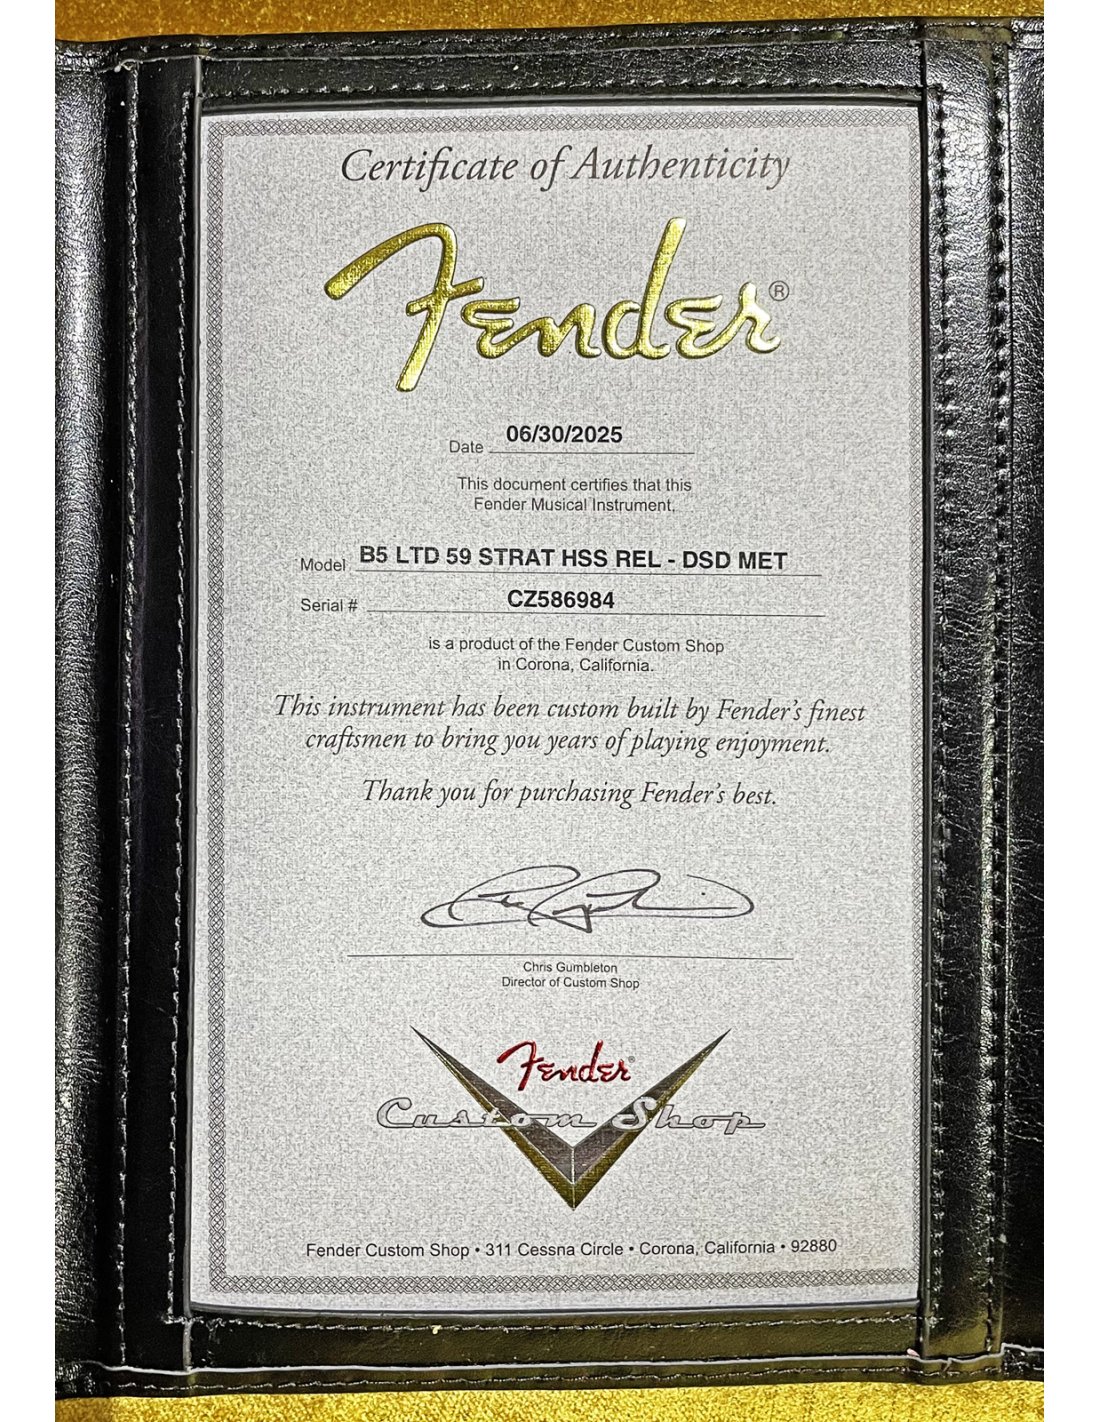 Certificate of Authenticity
Fender®
Date 06/30/2025
This document certifies that this
Fender Musical Instrument,
Model B5 LTD 59 STRAT HSS REL - DSD MET
Serial # CZ586984
is a product of the Fender Custom Shop
in Corona, California.
This instrument has been custom built by Fender's finest
craftsmen to bring you years of playing enjoyment.
Thank you for purchasing Fender's best.
Chris Gumbleton
Director of Custom Shop
Fender®
Custom Shop
Fender Custom Shop • 311 Cessna Circle • Corona, California • 92880